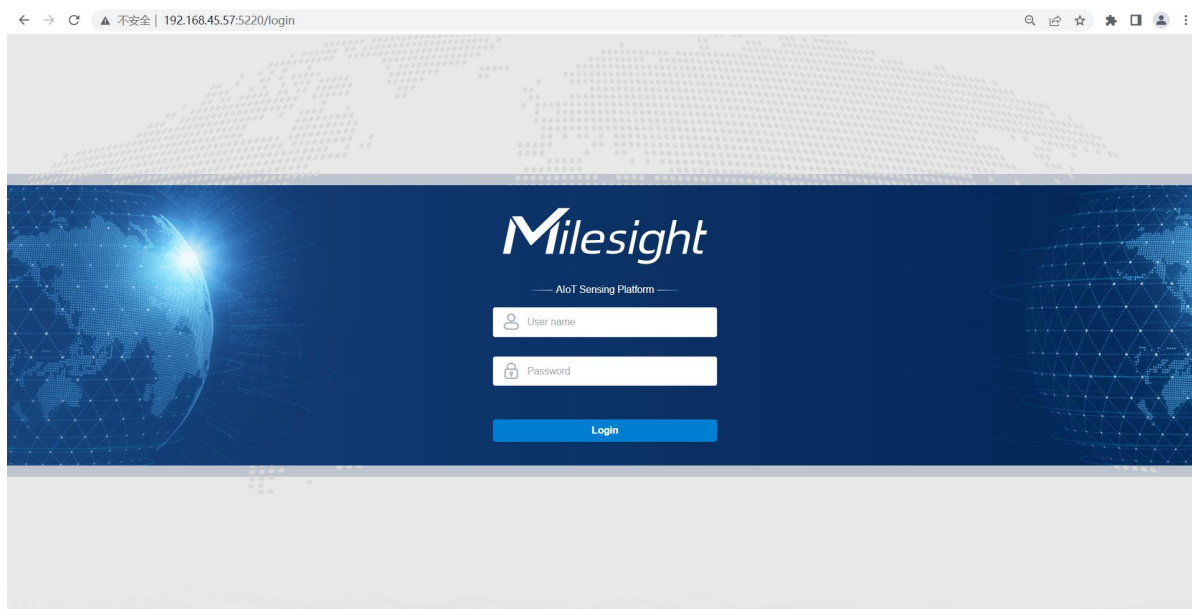 不安全 | 192.168.45.57:5220/login
Milesight
AIoT Sensing Platform
User name
Password
Login